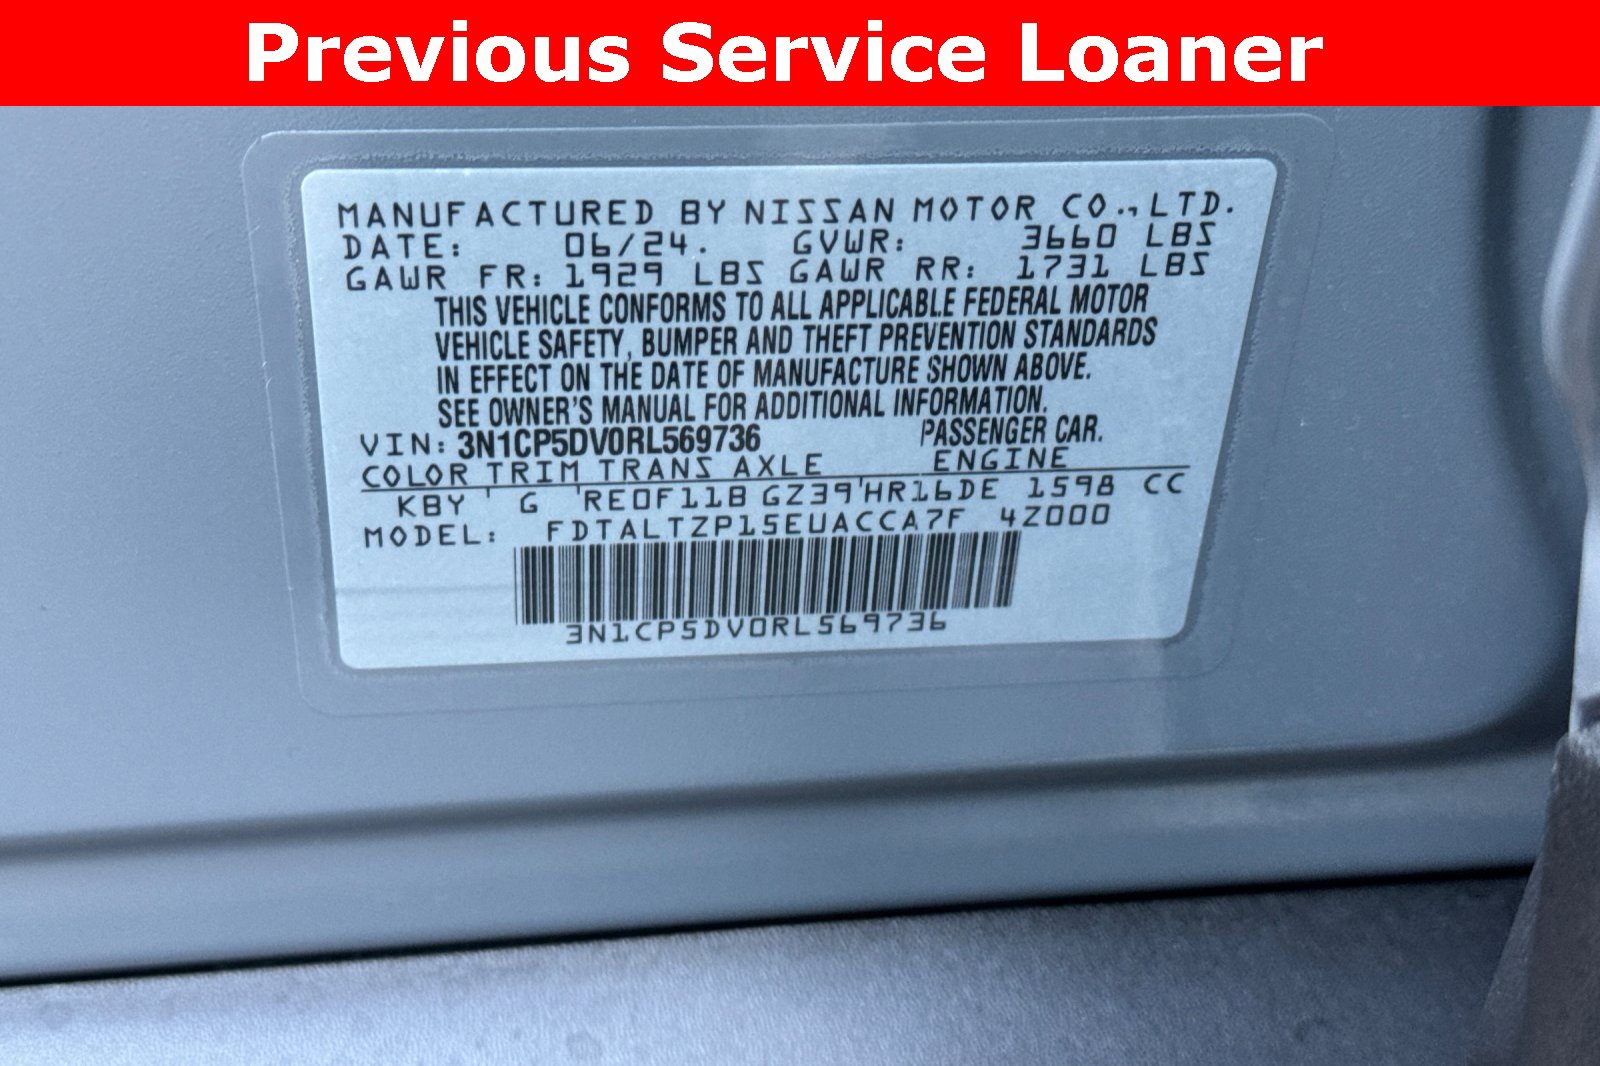 Previous Service Loaner
MANUFACTURED BY NISSAN MOTOR CO., LTD.
DATE: 06/24. GVWR: 3660 LBS
GAWR FR: 1929 LBS GAWR RR: 1731 LBS
THIS VEHICLE CONFORMS TO ALL APPLICABLE FEDERAL MOTOR
VEHICLE SAFETY, BUMPER AND THEFT PREVENTION STANDARDS
IN EFFECT ON THE DATE OF MANUFACTURE SHOWN ABOVE.
SEE OWNER'S MANUAL FOR ADDITIONAL INFORMATION.
VIN: 3N1CP5DV0RL569736 PASSENGER CAR.
COLOR TRIM TRANS AXLE ENGINE
KBY G RE0F11B GZ39 HR16DE 1598 CC
MODEL: FDTALTZP15EUACCA7F 4Z000
3N1CP5DV0RL569736